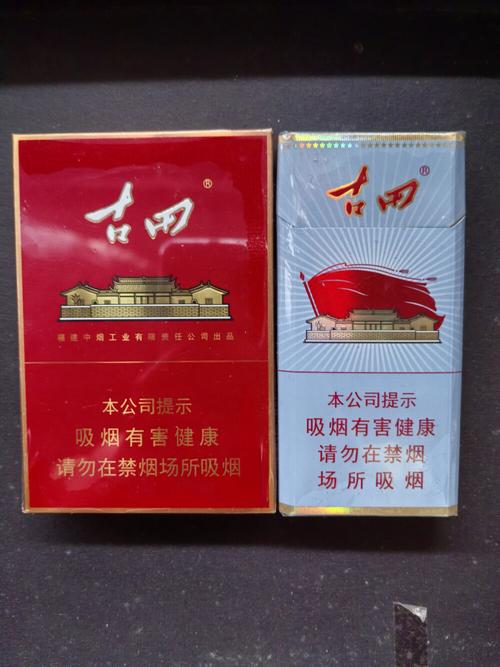 古田®
福建中烟工业有限责任公司出品
本公司提示
吸烟有害健康
请勿在禁烟场所吸烟
古田®
本公司提示
吸烟有害健康
请勿在禁烟
场所吸烟